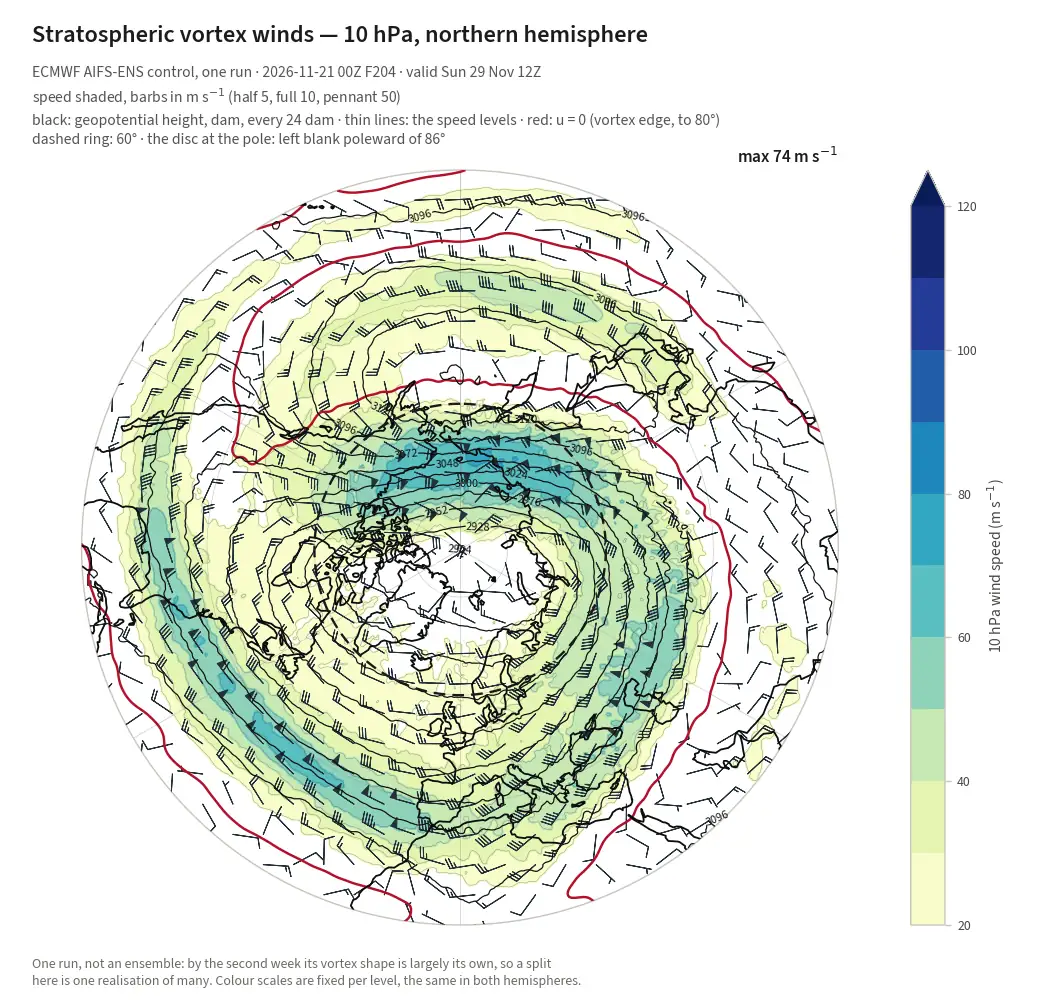 Stratospheric vortex winds — 10 hPa, northern hemisphere
ECMWF AIFS-ENS control, one run · 2026-11-21 00Z F204 · valid Sun 29 Nov 12Z
speed shaded, barbs in m s⁻¹ (half 5, full 10, pennant 50)
black: geopotential height, dam, every 24 dam · thin lines: the speed levels · red: u = 0 (vortex edge, to 80°)
dashed ring: 60° · the disc at the pole: left blank poleward of 86°
max 74 m s⁻¹
3096
3096
3096
3096
3096
3072
3048
3024
3000
2976
2952
2928
2904
3096
120
100
80
60
40
20
10 hPa wind speed (m s⁻¹)
One run, not an ensemble: by the second week its vortex shape is largely its own, so a split
here is one realisation of many. Colour scales are fixed per level, the same in both hemispheres.